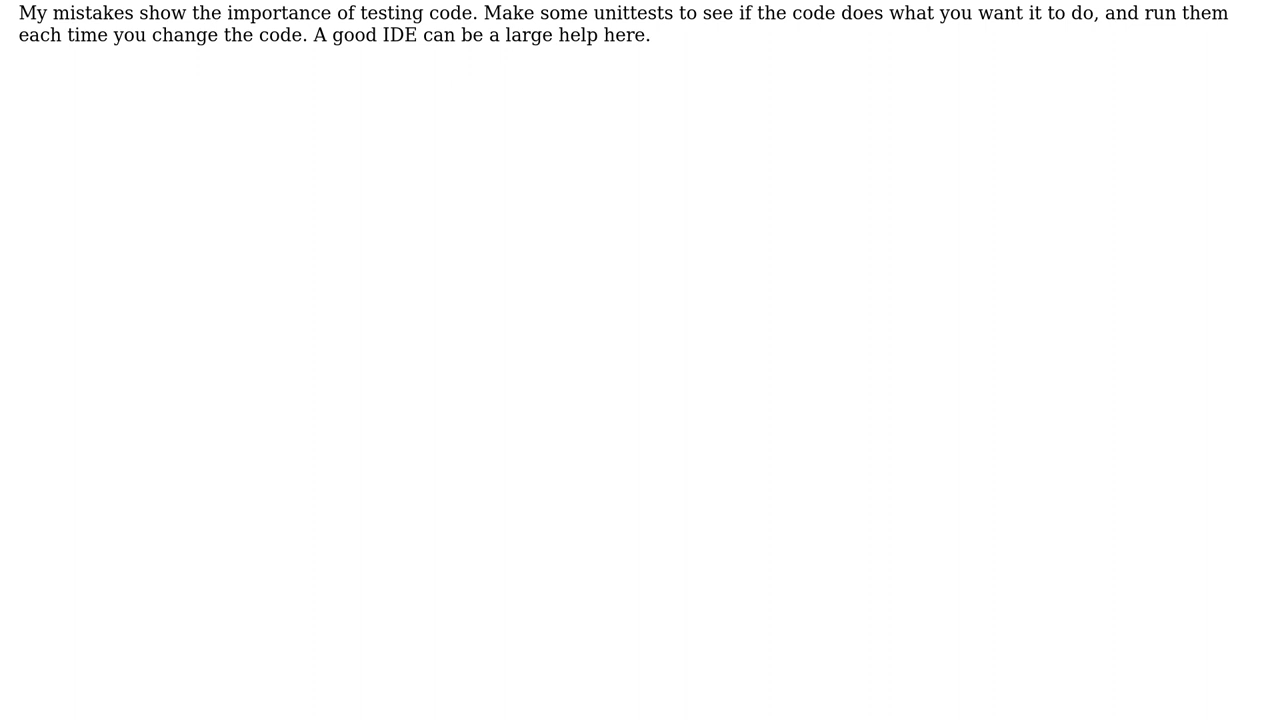 My mistakes show the importance of testing code. Make some unittests to see if the code does what you want it to do, and run them
each time you change the code. A good IDE can be a large help here.